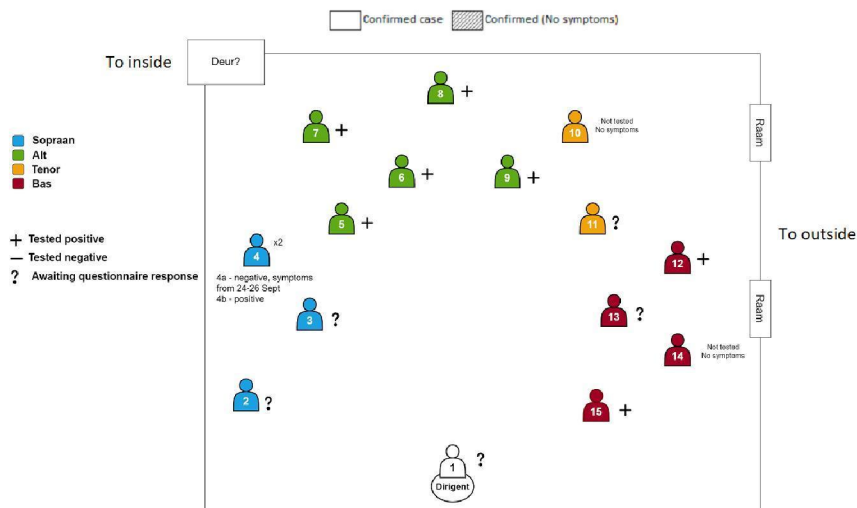 Confirmed case
Confirmed (No symptoms)
To inside
Deur?
8 +
7 +
10
Not tested
No symptoms
Raam
Sopraan
Alt
Tenor
Bas
6 +
9 +
5 +
11 ?
To outside
+ Tested positive
— Tested negative
? Awaiting questionnaire response
4 x2
12 +
4a - negative, symptoms
from 24-26 Sept
4b - positive
3 ?
13 ?
Raam
14
Not tested
No symptoms
2 ?
15 +
1 ?
Dirigent